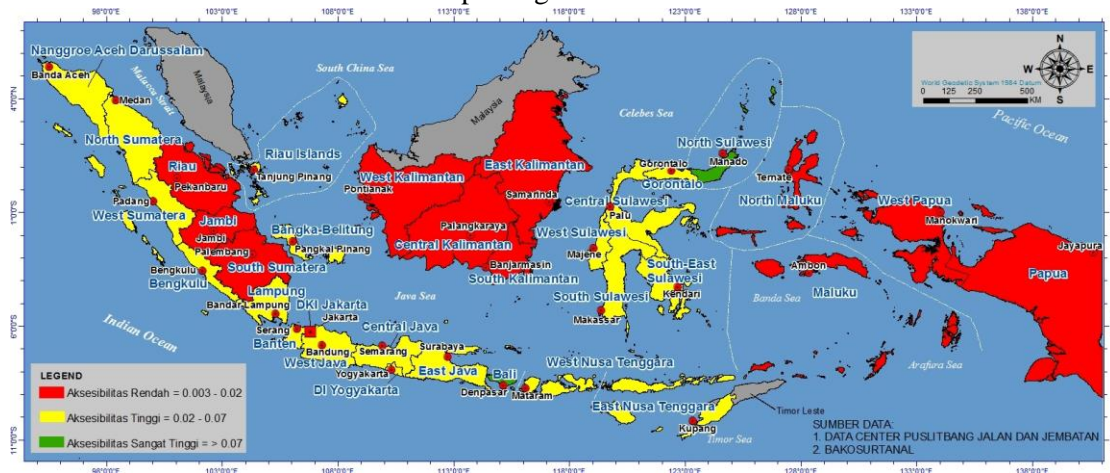 98°0'0"E 103°0'0"E 108°0'0"E 113°0'0"E 118°0'0"E 123°0'0"E 128°0'0"E 133°0'0"E 138°0'0"E
Nanggroe Aceh Darussalam
Banda Aceh
Malacca Strait
Malaysia
South China Sea
Medan
North Sumatera
Riau
Riau Islands
Pekanbaru
Tanjung Pinang
Padang
West Sumatera
Jambi
Jambi
Bangka-Belitung
Pangkal Pinang
Palembang
South Sumatera
Bengkulu
Bengkulu
Lampung
Bandar Lampung
DKI Jakarta
Jakarta
Serang
Banten
Bandung
West Java
Central Java
Semarang
Yogyakarta
DI Yogyakarta
Surabaya
East Java
Bali
Denpasar
Mataram
West Nusa Tenggara
East Nusa Tenggara
Kupang
Timor Leste
Timor Sea
Java Sea
Indian Ocean
Malaysia
West Kalimantan
Pontianak
East Kalimantan
Samarinda
Palangkaraya
Central Kalimantan
Banjarmasin
South Kalimantan
Celebes Sea
North Sulawesi
Manado
Gorontalo
Gorontalo
Central Sulawesi
Palu
West Sulawesi
Majene
South-East
Sulawesi
Kendari
South Sulawesi
Makassar
Ternate
North Maluku
Ambon
Maluku
Banda Sea
Arafura Sea
West Papua
Manokwari
Jayapura
Papua
Pacific Ocean
N
W E
S
World Geodetic System 1984 Datum
0 125 250 500
KM
4°0'0"N
1°0'0"S
6°0'0"S
11°0'0"S
LEGEND
Aksesibilitas Rendah = 0.003 - 0.02
Aksesibilitas Tinggi = 0.02 - 0.07
Aksesibilitas Sangat Tinggi = > 0.07
SUMBER DATA:
1. DATA CENTER PUSLITBANG JALAN DAN JEMBATAN
2. BAKOSURTANAL
98°0'0"E 103°0'0"E 108°0'0"E 113°0'0"E 118°0'0"E 123°0'0"E 128°0'0"E 133°0'0"E 138°0'0"E